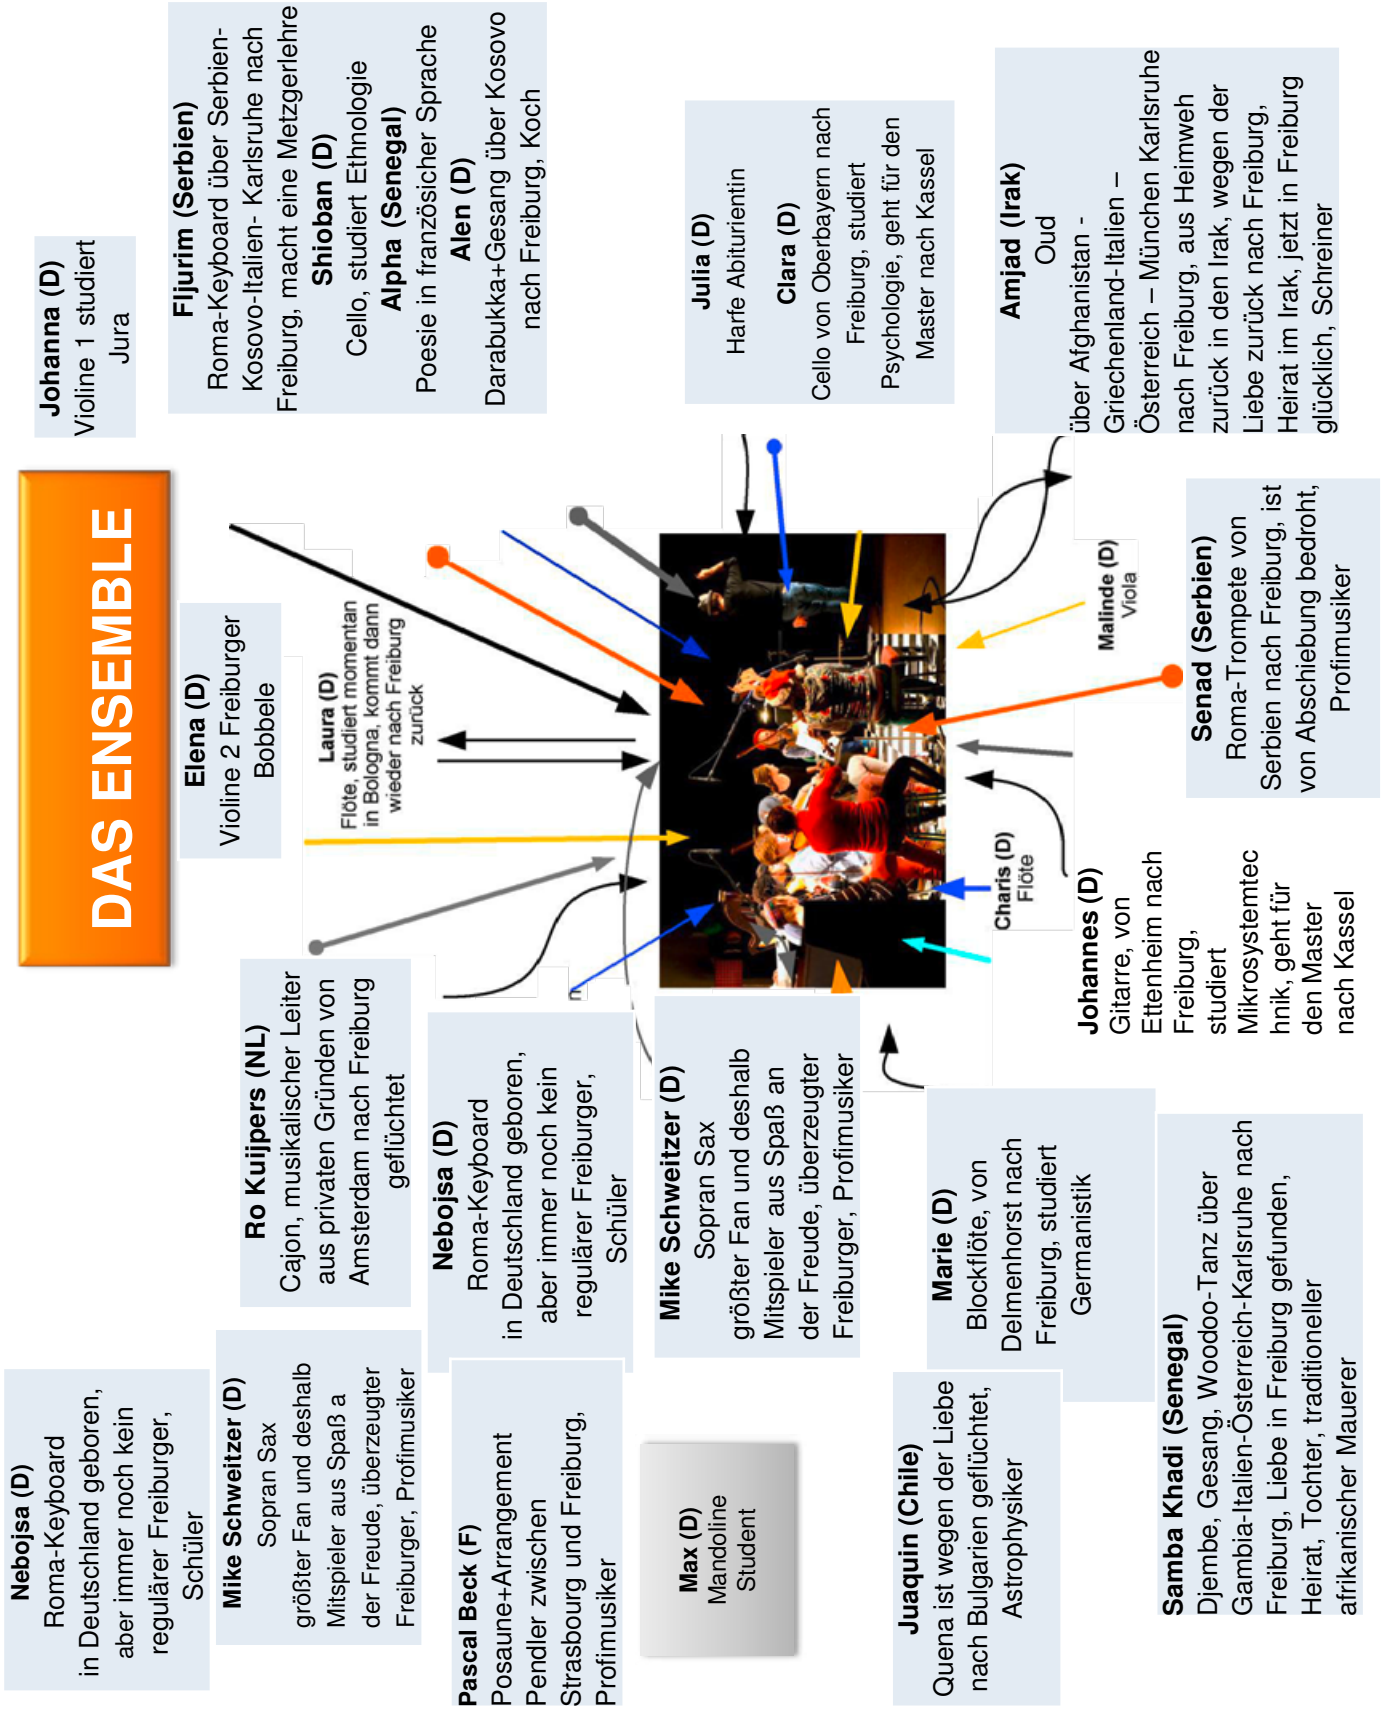 DAS ENSEMBLE
Nebojsa (D)
Roma-Keyboard
in Deutschland geboren,
aber immer noch kein
regulärer Freiburger,
Schüler
Mike Schweitzer (D)
Sopran Sax
größter Fan und deshalb
Mitspieler aus Spaß a
der Freude, überzeugter
Freiburger, Profimusiker
Pascal Beck (F)
Posaune+Arrangement
Pendler zwischen
Strasbourg und Freiburg,
Profimusiker
Max (D)
Mandoline
Student
Juaquin (Chile)
Quena ist wegen der Liebe
nach Bulgarien geflüchtet,
Astrophysiker
Samba Khadi (Senegal)
Djembe, Gesang, Woodoo-Tanz über
Gambia-Italien-Österreich-Karlsruhe nach
Freiburg, Liebe in Freiburg gefunden,
Heirat, Tochter, traditioneller
afrikanischer Mauerer
Ro Kuijpers (NL)
Cajon, musikalischer Leiter
aus privaten Gründen von
Amsterdam nach Freiburg
geflüchtet
Nebojsa (D)
Roma-Keyboard
in Deutschland geboren,
aber immer noch kein
regulärer Freiburger,
Schüler
Mike Schweitzer (D)
Sopran Sax
größter Fan und deshalb
Mitspieler aus Spaß an
der Freude, überzeugter
Freiburger, Profimusiker
Marie (D)
Blockflöte, von
Delmenhorst nach
Freiburg, studiert
Germanistik
Elena (D)
Violine 2 Freiburger
Bobbele
Laura (D)
Flöte, studiert momentan
in Bologna, kommt dann
wieder nach Freiburg
zurück
Charis (D)
Flöte
Johannes (D)
Gitarre, von
Ettenheim nach
Freiburg,
studiert
Mikrosystemtec
hnik, geht für
den Master
nach Kassel
Malinde (D)
Viola
Senad (Serbien)
Roma-Trompete von
Serbien nach Freiburg, ist
von Abschiebung bedroht,
Profimusiker
Johanna (D)
Violine 1 studiert
Jura
Fljurim (Serbien)
Roma-Keyboard über Serbien-
Kosovo-Italien- Karlsruhe nach
Freiburg, macht eine Metzgerlehre
Shioban (D)
Cello, studiert Ethnologie
Alpha (Senegal)
Poesie in französicher Sprache
Alen (D)
Darabuka+Gesang über Kosovo
nach Freiburg, Koch
Julia (D)
Harfe Abiturientin
Clara (D)
Cello von Oberbayern nach
Freiburg, studiert
Psychologie, geht für den
Master nach Kassel
Amjad (Irak)
Oud
über Afghanistan -
Griechenland-Italien –
Österreich – München Karlsruhe
nach Freiburg, aus Heimweh
zurück in den Irak, wegen der
Liebe zurück nach Freiburg,
Heirat im Irak, jetzt in Freiburg
glücklich, Schreiner